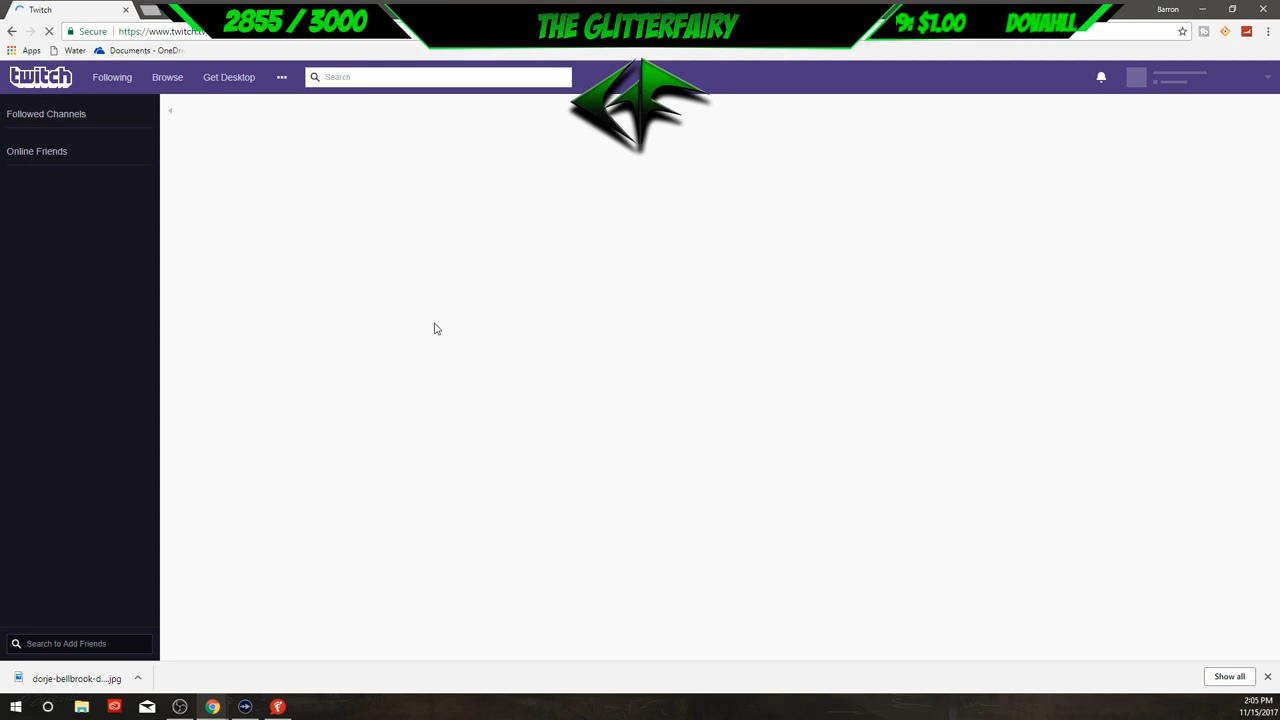 Twitch
2855 / 3000
THE GLITTERFAIRY
9: $1.00 DOVAHLL
Barron
Secure https://www.twitch.tv
Apps Water Documents - OneDri
twitch Following Browse Get Desktop ••• Search
Followed Channels
Online Friends
Search to Add Friends
dorje-bellbrook-d....jpg
Show all
2:05 PM
11/15/2017